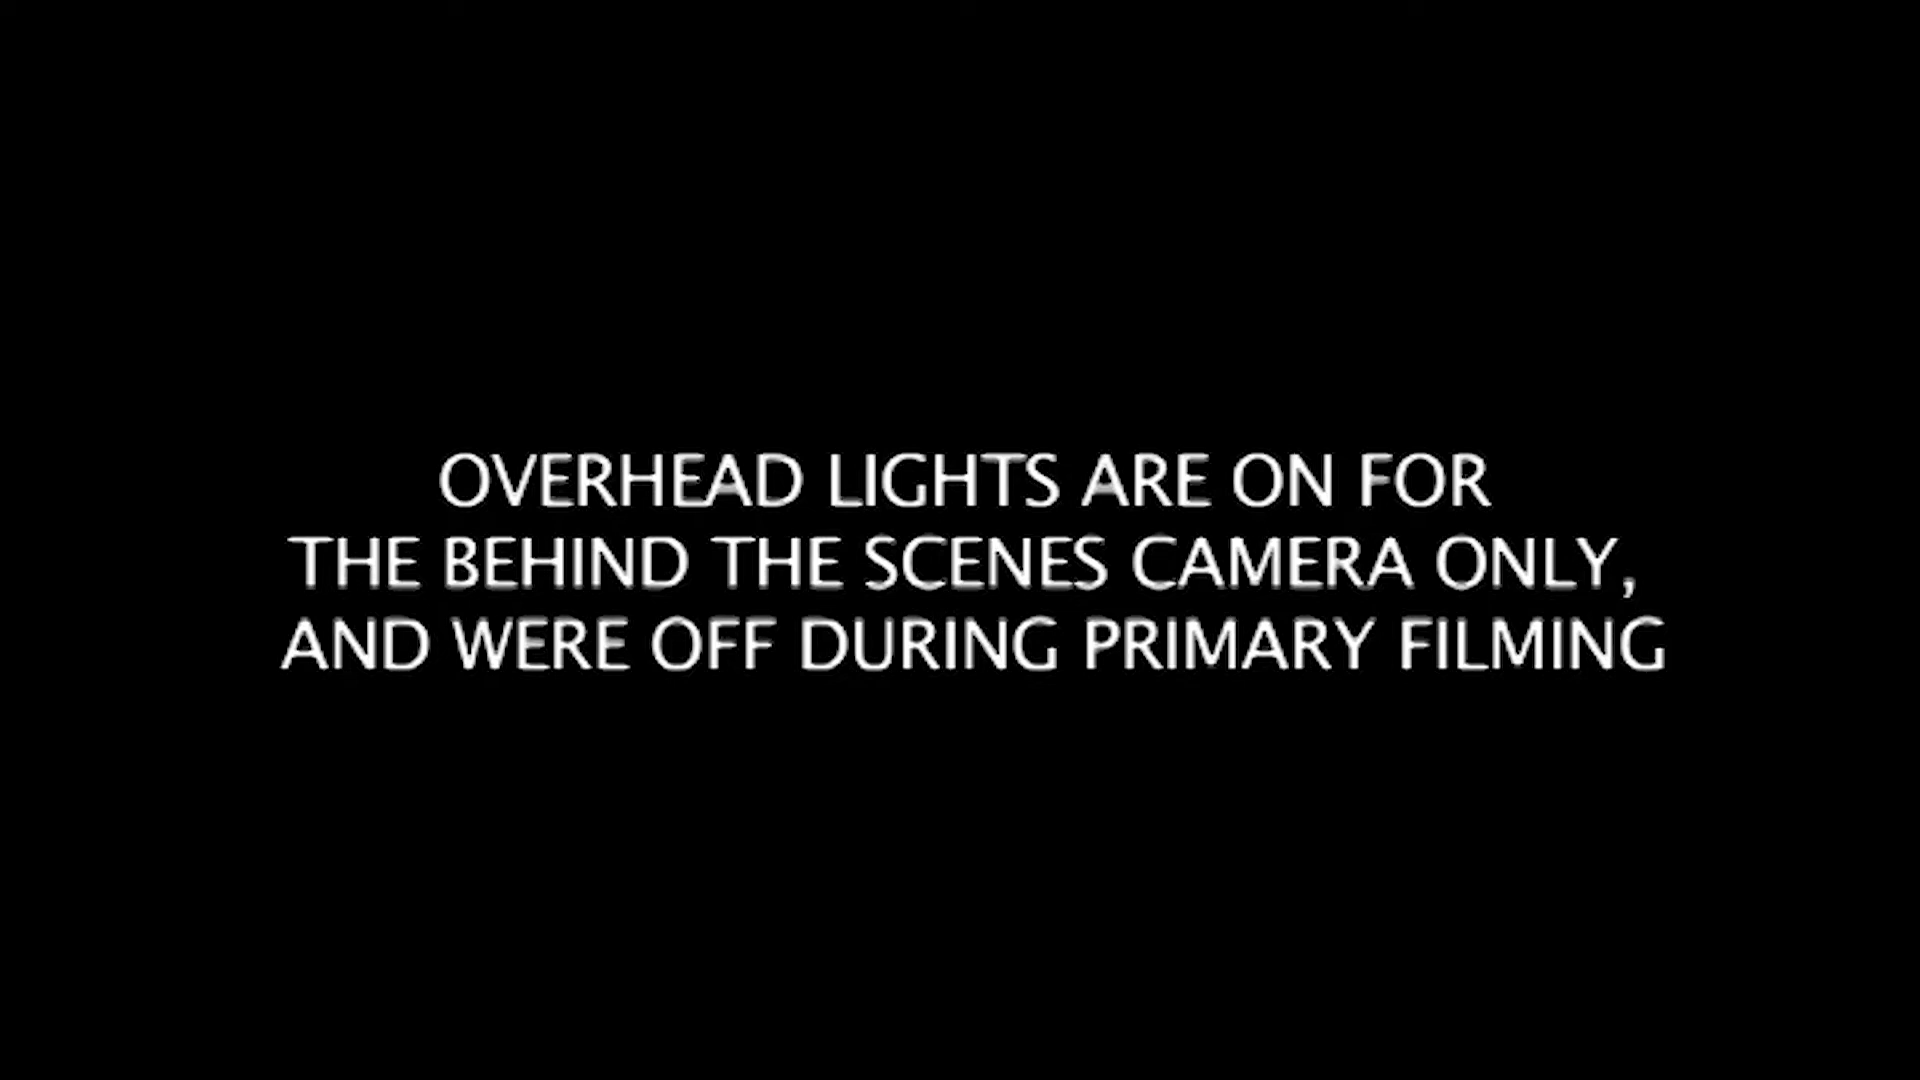 OVERHEAD LIGHTS ARE ON FOR
THE BEHIND THE SCENES CAMERA ONLY,
AND WERE OFF DURING PRIMARY FILMING